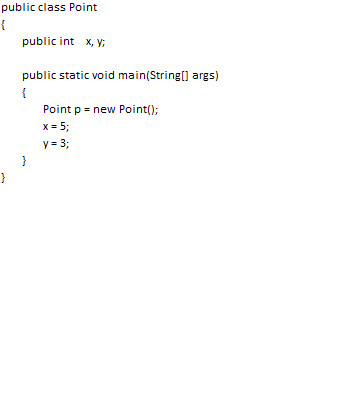 public class Point
{
public int x, y;
public static void main(String[] args)
{
Point p = new Point();
x = 5;
y = 3;
}
}